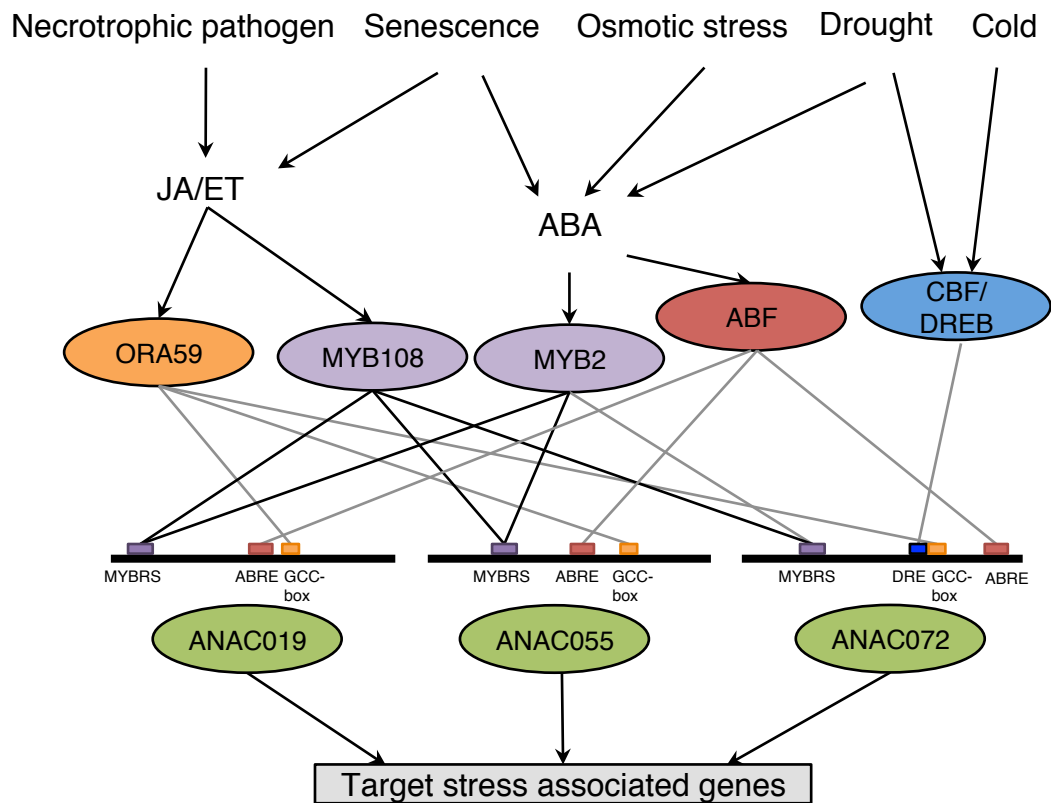 Necrotrophic pathogen Senescence Osmotic stress Drought Cold
JA/ET
ABA
CBF/
DREB
ABF
ORA59 MYB108 MYB2
MYBRS ABRE GCC-
box
MYBRS ABRE GCC-
box
MYBRS DRE GCC-
box
ABRE
ANAC019 ANAC055 ANAC072
Target stress associated genes